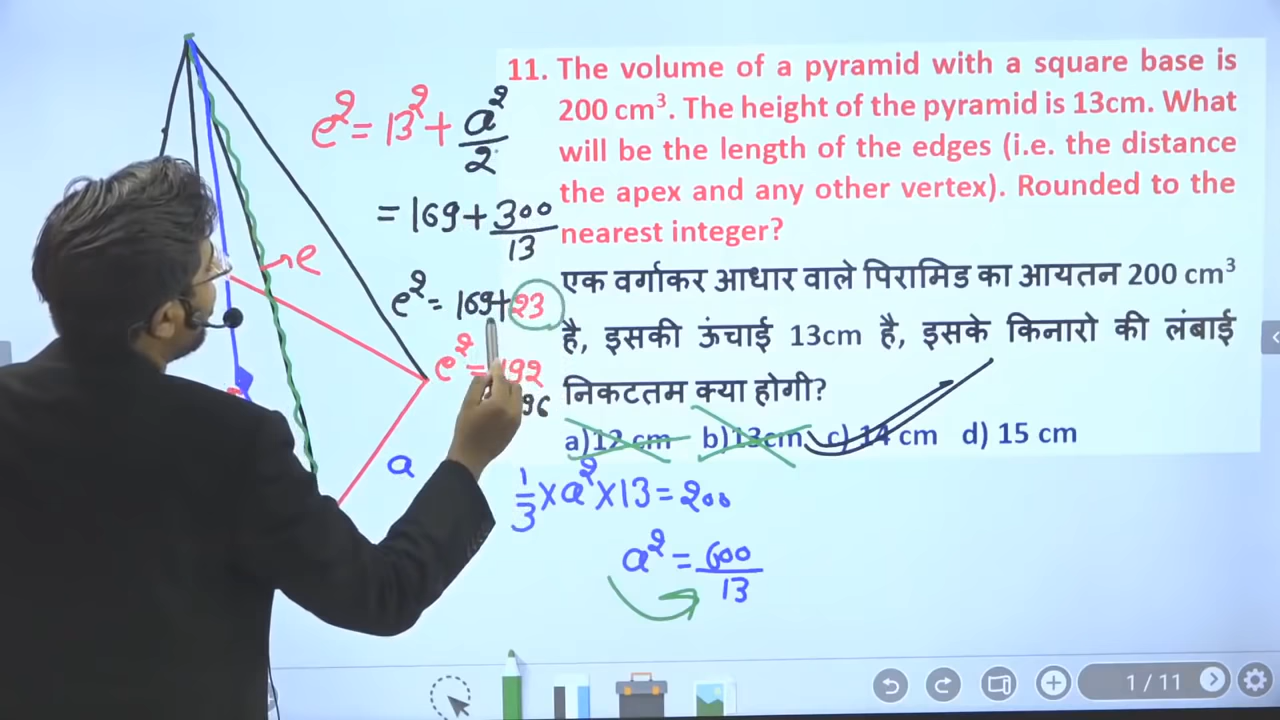 11. The volume of a pyramid with a square base is
200 cm³. The height of the pyramid is 13cm. What
will be the length of the edges (i.e. the distance
the apex and any other vertex). Rounded to the
nearest integer?
एक वर्गाकर आधार वाले पिरामिड का आयतन 200 cm³
है, इसकी ऊंचाई 13cm है, इसके किनारो की लंबाई
निकटतम क्या होगी?
a)12 cm b)13cm c) 14 cm d) 15 cm
e² = 13² + a²/2
= 169 + 300/13
e² = 169 + 23
e² = 192
96
e
a
1/3 × a² × 13 = 200
a² = 600/13
1 / 11